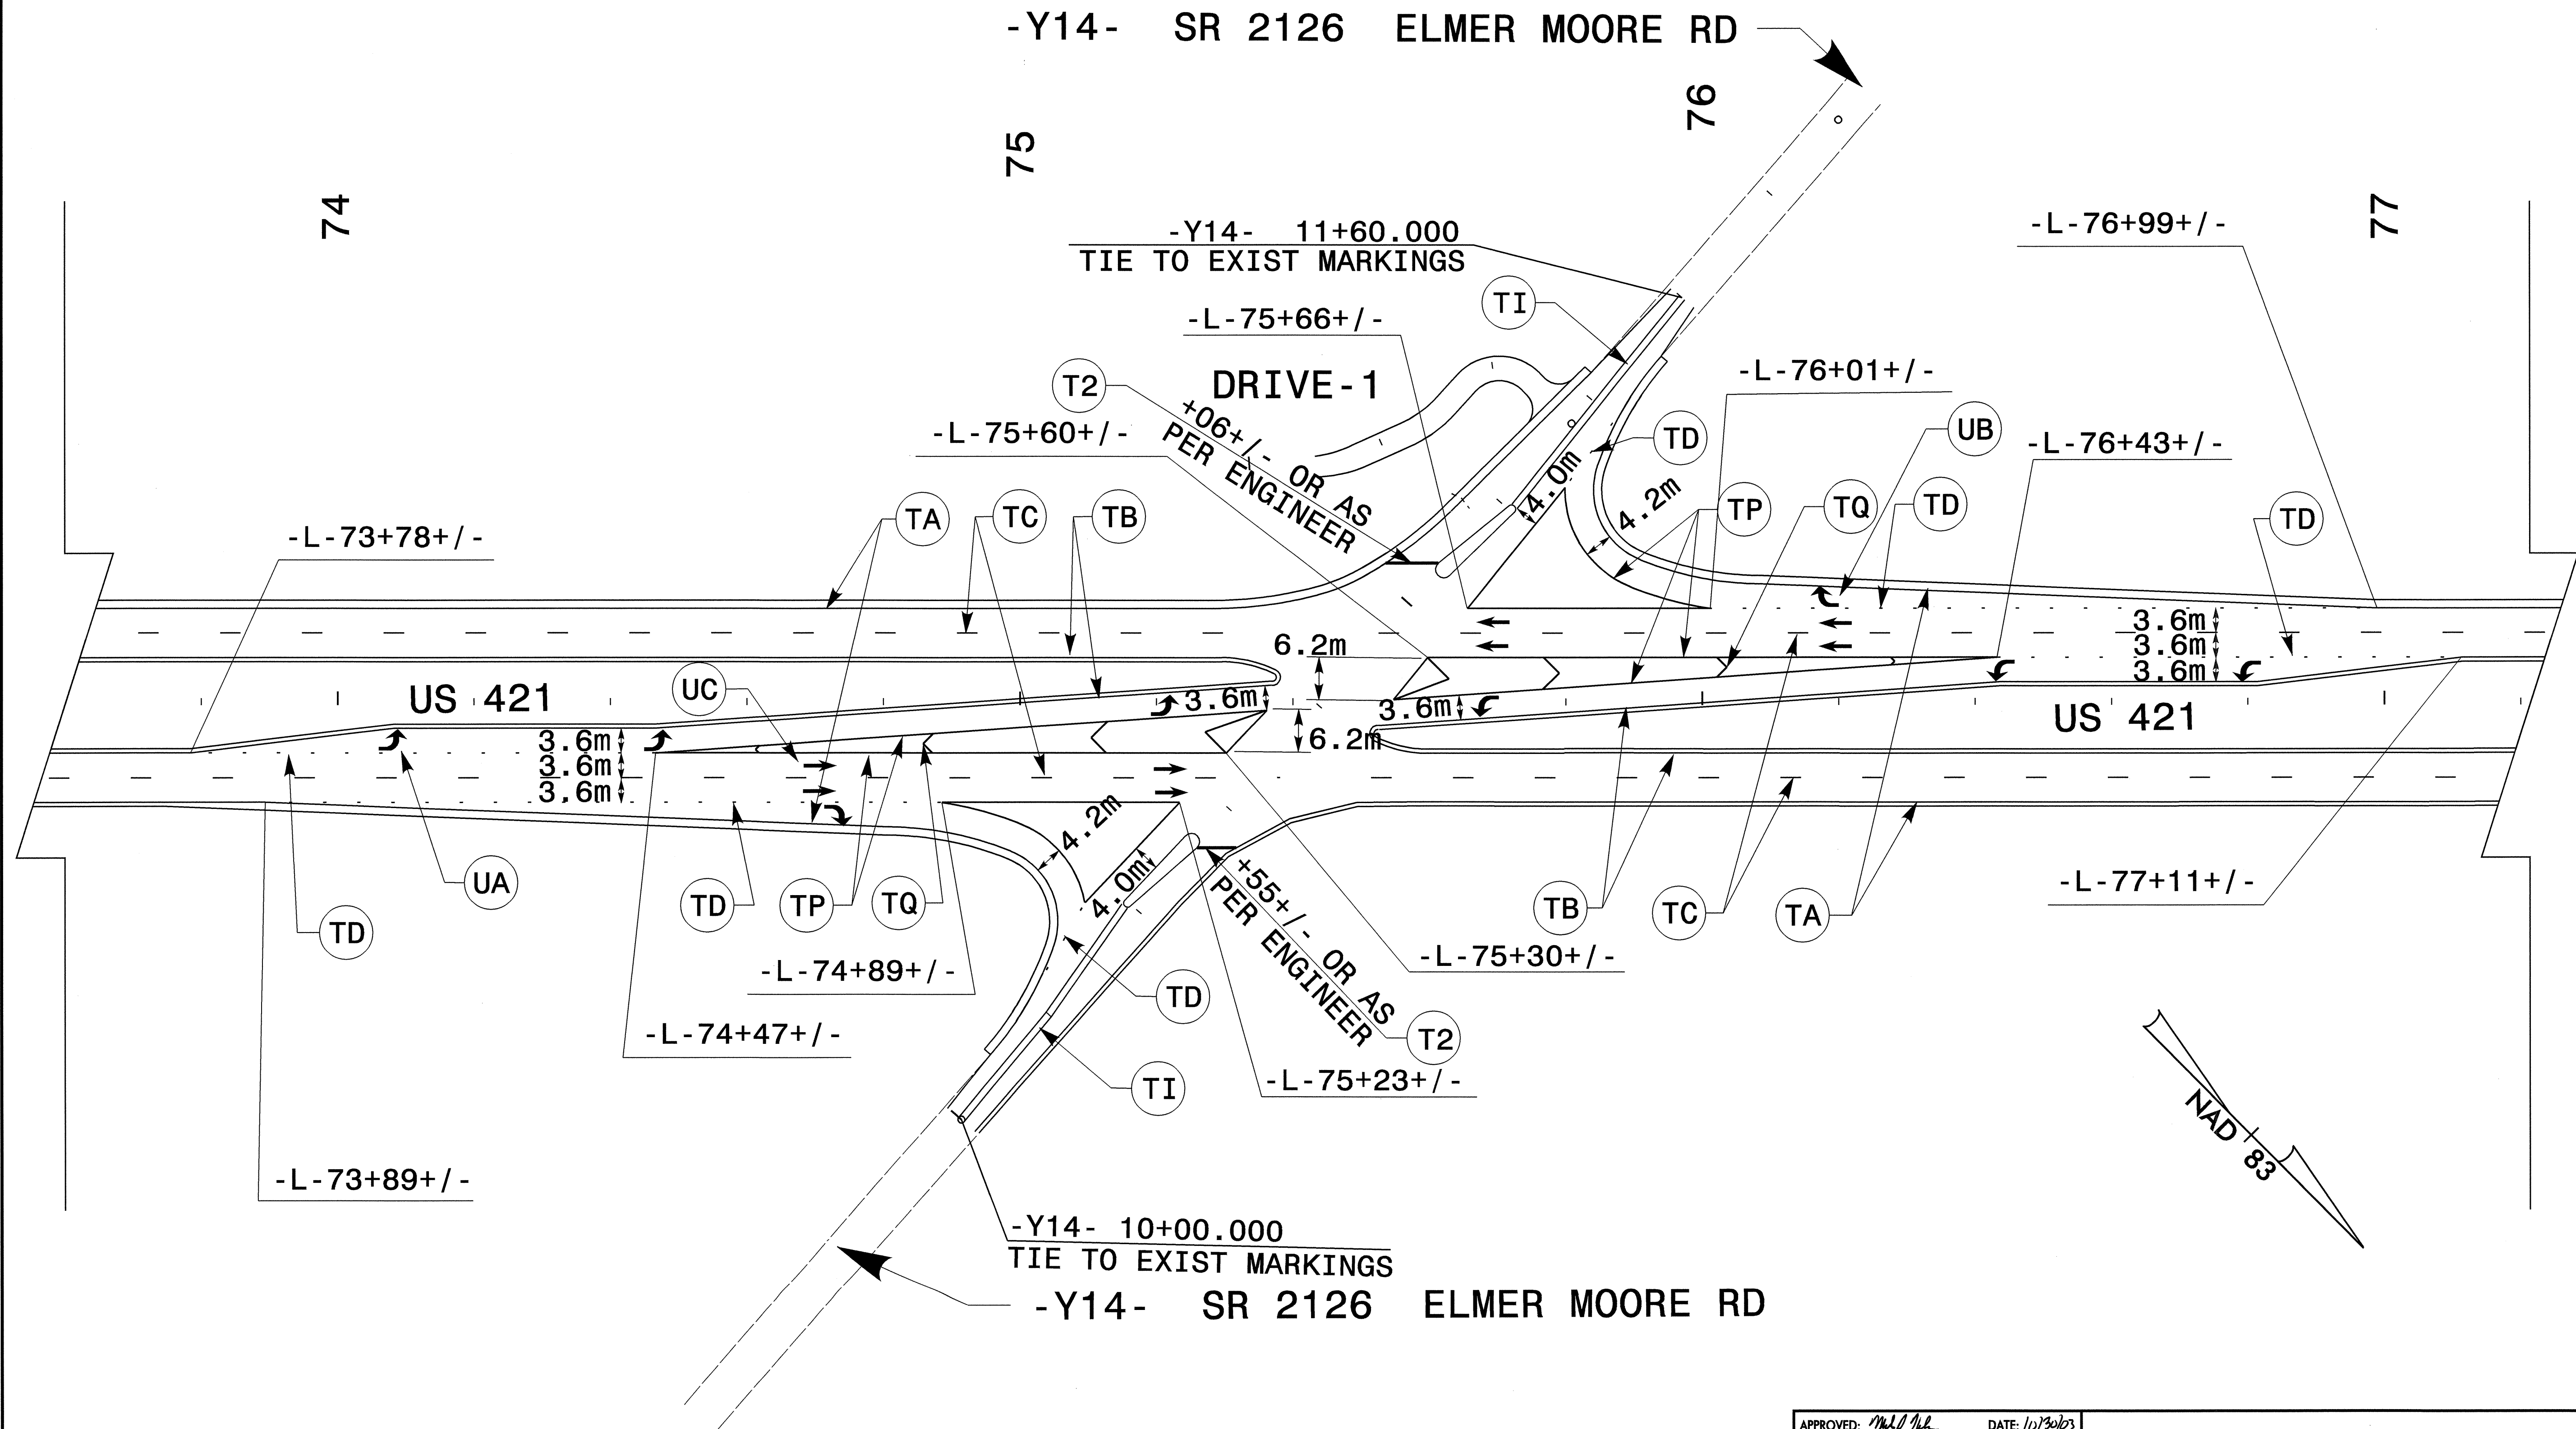 -Y14- SR 2126 ELMER MOORE RD
74
75
76
77
-Y14- 11+60.000
TIE TO EXIST MARKINGS
-L-76+99+/-
TI
-L-75+66+/-
T2
DRIVE-1
-L-76+01+/-
+06+/- OR AS
PER ENGINEER
-L-75+60+/-
TD
UB
-L-76+43+/-
4.0m
4.2m
TA
TC
TB
TP
TQ
TD
TD
-L-73+78+/-
3.6m
3.6m
3.6m
6.2m
UC
US 421
3.6m
3.6m
US 421
6.2m
3.6m
3.6m
3.6m
4.2m
4.0m
UA
TD
TD
TP
TQ
+55+/- OR AS
PER ENGINEER
TB
TC
TA
-L-77+11+/-
-L-75+30+/-
-L-74+89+/-
TD
-L-74+47+/-
T2
TI
-L-75+23+/-
NAD 83
-L-73+89+/-
-Y14- 10+00.000
TIE TO EXIST MARKINGS
-Y14- SR 2126 ELMER MOORE RD
APPROVED: DATE: 10/30/03